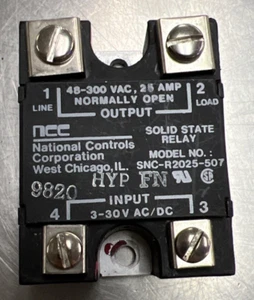 48-300 VAC, 25 AMP
NORMALLY OPEN
1 2
LINE LOAD
OUTPUT
ncc SOLID STATE
RELAY
National Controls
Corporation MODEL NO.:
West Chicago, IL. SNC-R2025-507
9820 HYP FN
INPUT
4 3
3-30V AC/DC